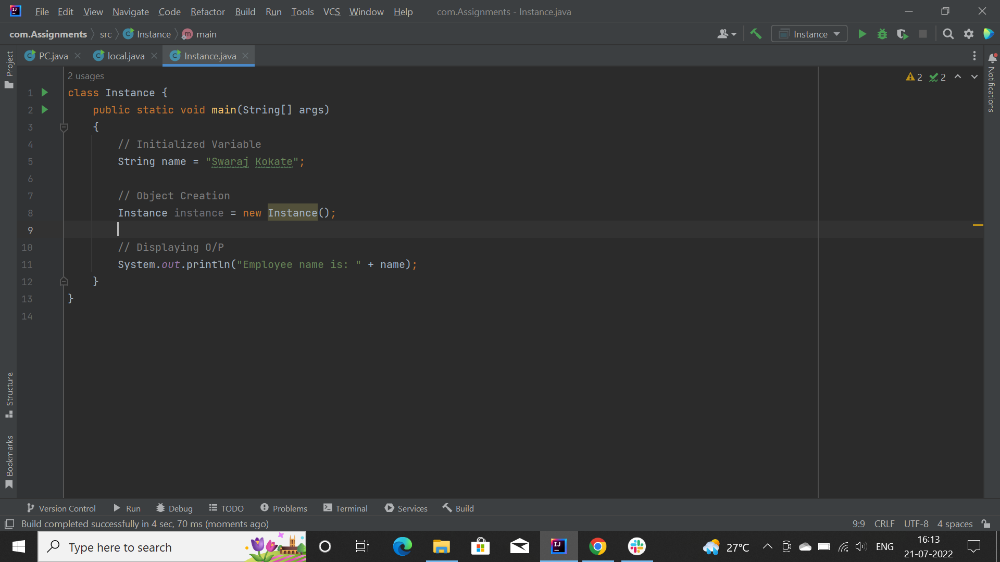 File Edit View Navigate Code Refactor Build Run Tools VCS Window Help com.Assignments - Instance.java
com.Assignments src Instance main Instance
PC.java local.java Instance.java
Project
Notifications
2 usages
2 2
1 class Instance {
2 public static void main(String[] args)
3 {
4 // Initialized Variable
5 String name = "Swaraj Kokate";
6
7 // Object Creation
8 Instance instance = new Instance();
9
10 // Displaying O/P
11 System.out.println("Employee name is: " + name);
12 }
13 }
14
Structure
Bookmarks
Version Control Run Debug TODO Problems Terminal Services Build
Build completed successfully in 4 sec, 70 ms (moments ago) 9:9 CRLF UTF-8 4 spaces
Type here to search 27°C ENG 16:13
21-07-2022